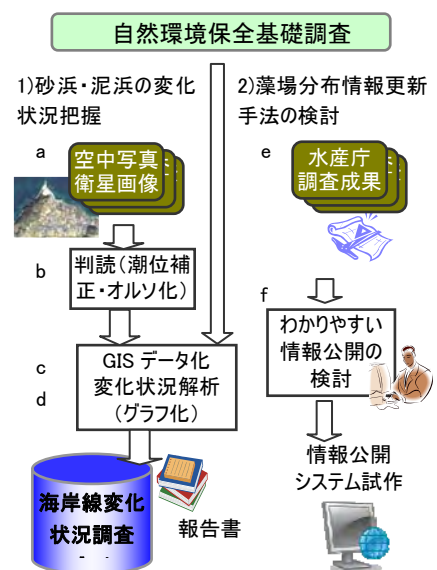 自然環境保全基礎調査
1)砂浜・泥浜の変化
状況把握
a
空中写真
衛星画像
b
判読(潮位補
正・オルソ化)
c
d
GIS データ化
変化状況解析
(グラフ化)
海岸線変化
状況調査
報告書
2)藻場分布情報更新
手法の検討
e
水産庁
調査成果
f
わかりやすい
情報公開の
検討
情報公開
システム試作